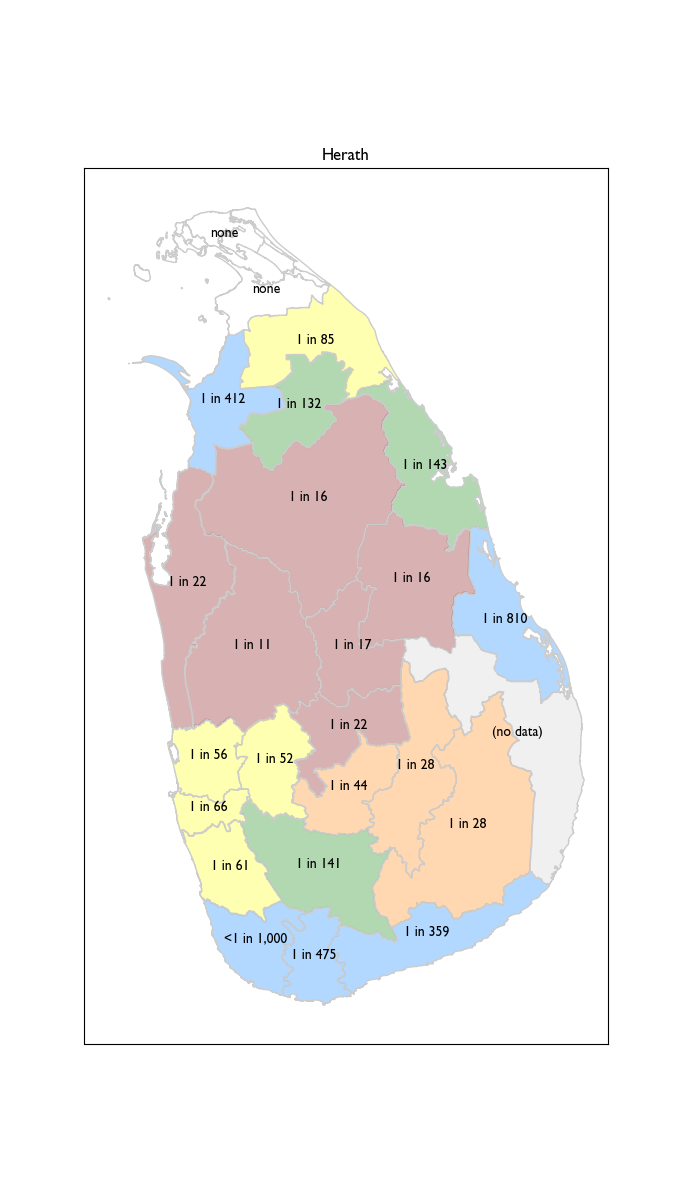 Herath
none
none
1 in 85
1 in 412
1 in 132
1 in 143
1 in 16
1 in 22
1 in 16
1 in 810
1 in 11
1 in 17
1 in 22
(no data)
1 in 56
1 in 52
1 in 28
1 in 44
1 in 66
1 in 28
1 in 61
1 in 141
1 in 359
<1 in 1,000
1 in 475